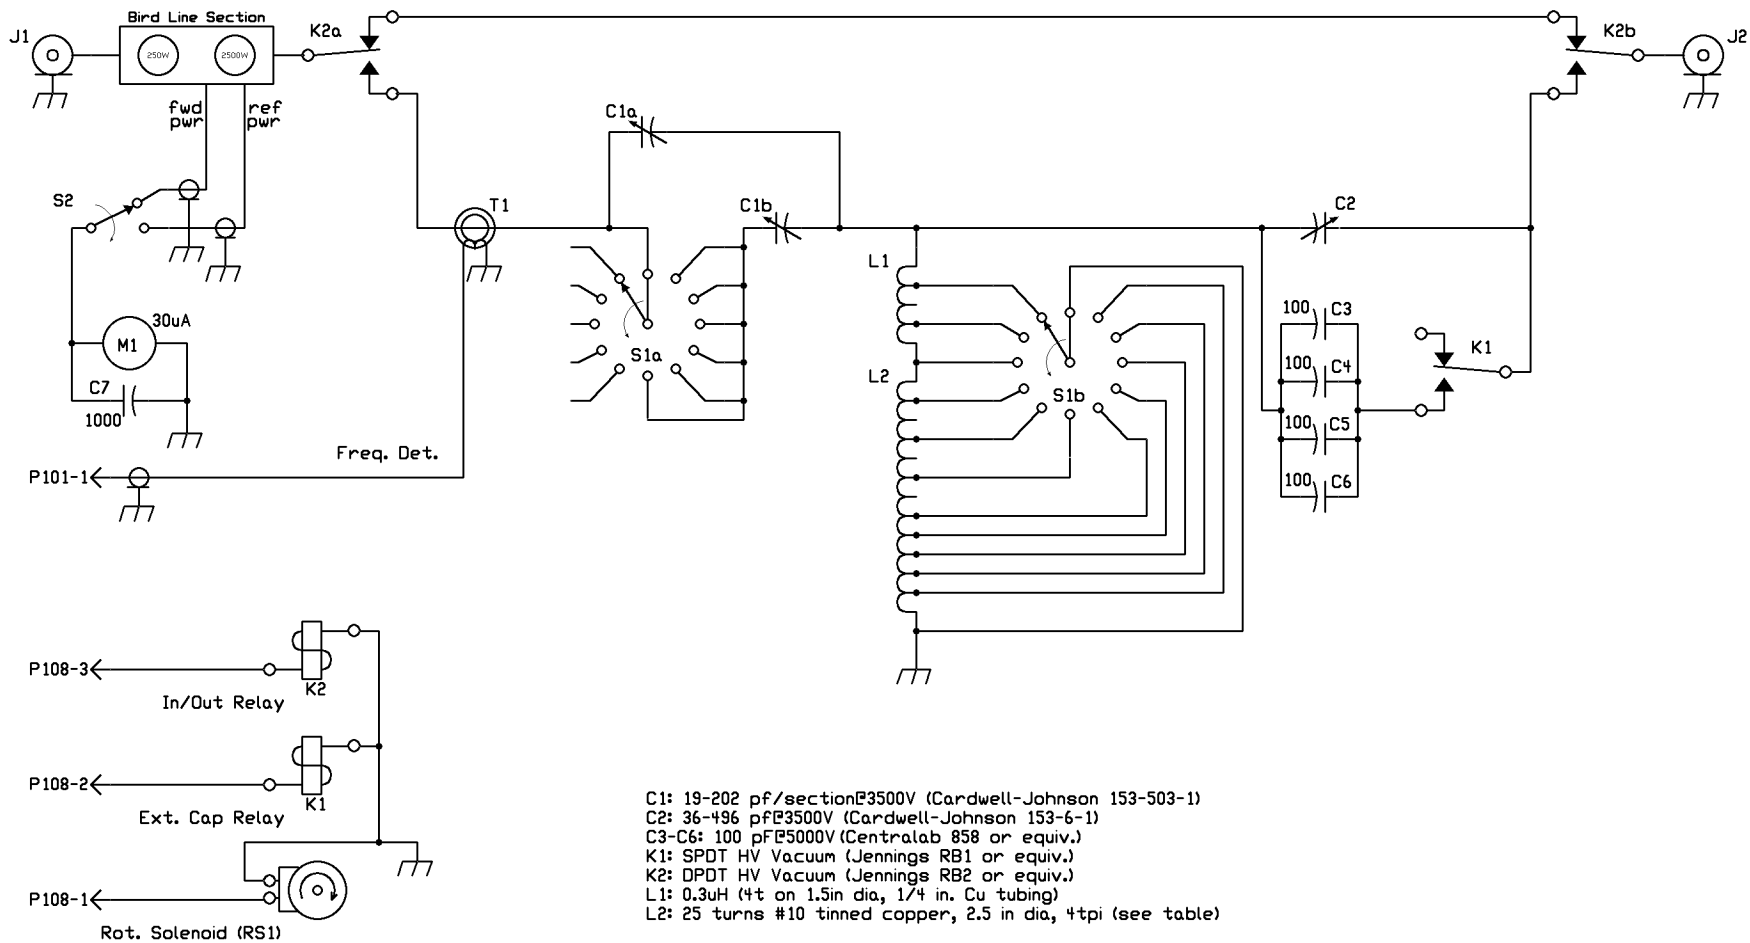 Bird Line Section
J1
250W
2500W
K2a
K2b
J2
fwd
pwr
ref
pwr
C1a
S2
T1
C1b
C2
L1
30uA
M1
S1a
100
C3
K1
C7
1000
L2
S1b
100
C4
100
C5
100
C6
Freq. Det.
P101-1
P108-3
K2
In/Out Relay
P108-2
K1
Ext. Cap Relay
P108-1
Rot. Solenoid (RS1)
C1: 19-202 pf/section@3500V (Cardwell-Johnson 153-503-1)
C2: 36-496 pf@3500V (Cardwell-Johnson 153-6-1)
C3-C6: 100 pF@5000V (Centralab 858 or equiv.)
K1: SPDT HV Vacuum (Jennings RB1 or equiv.)
K2: DPDT HV Vacuum (Jennings RB2 or equiv.)
L1: 0.3uH (4t on 1.5in dia, 1/4 in. Cu tubing)
L2: 25 turns #10 tinned copper, 2.5 in dia, 4tpi (see table)